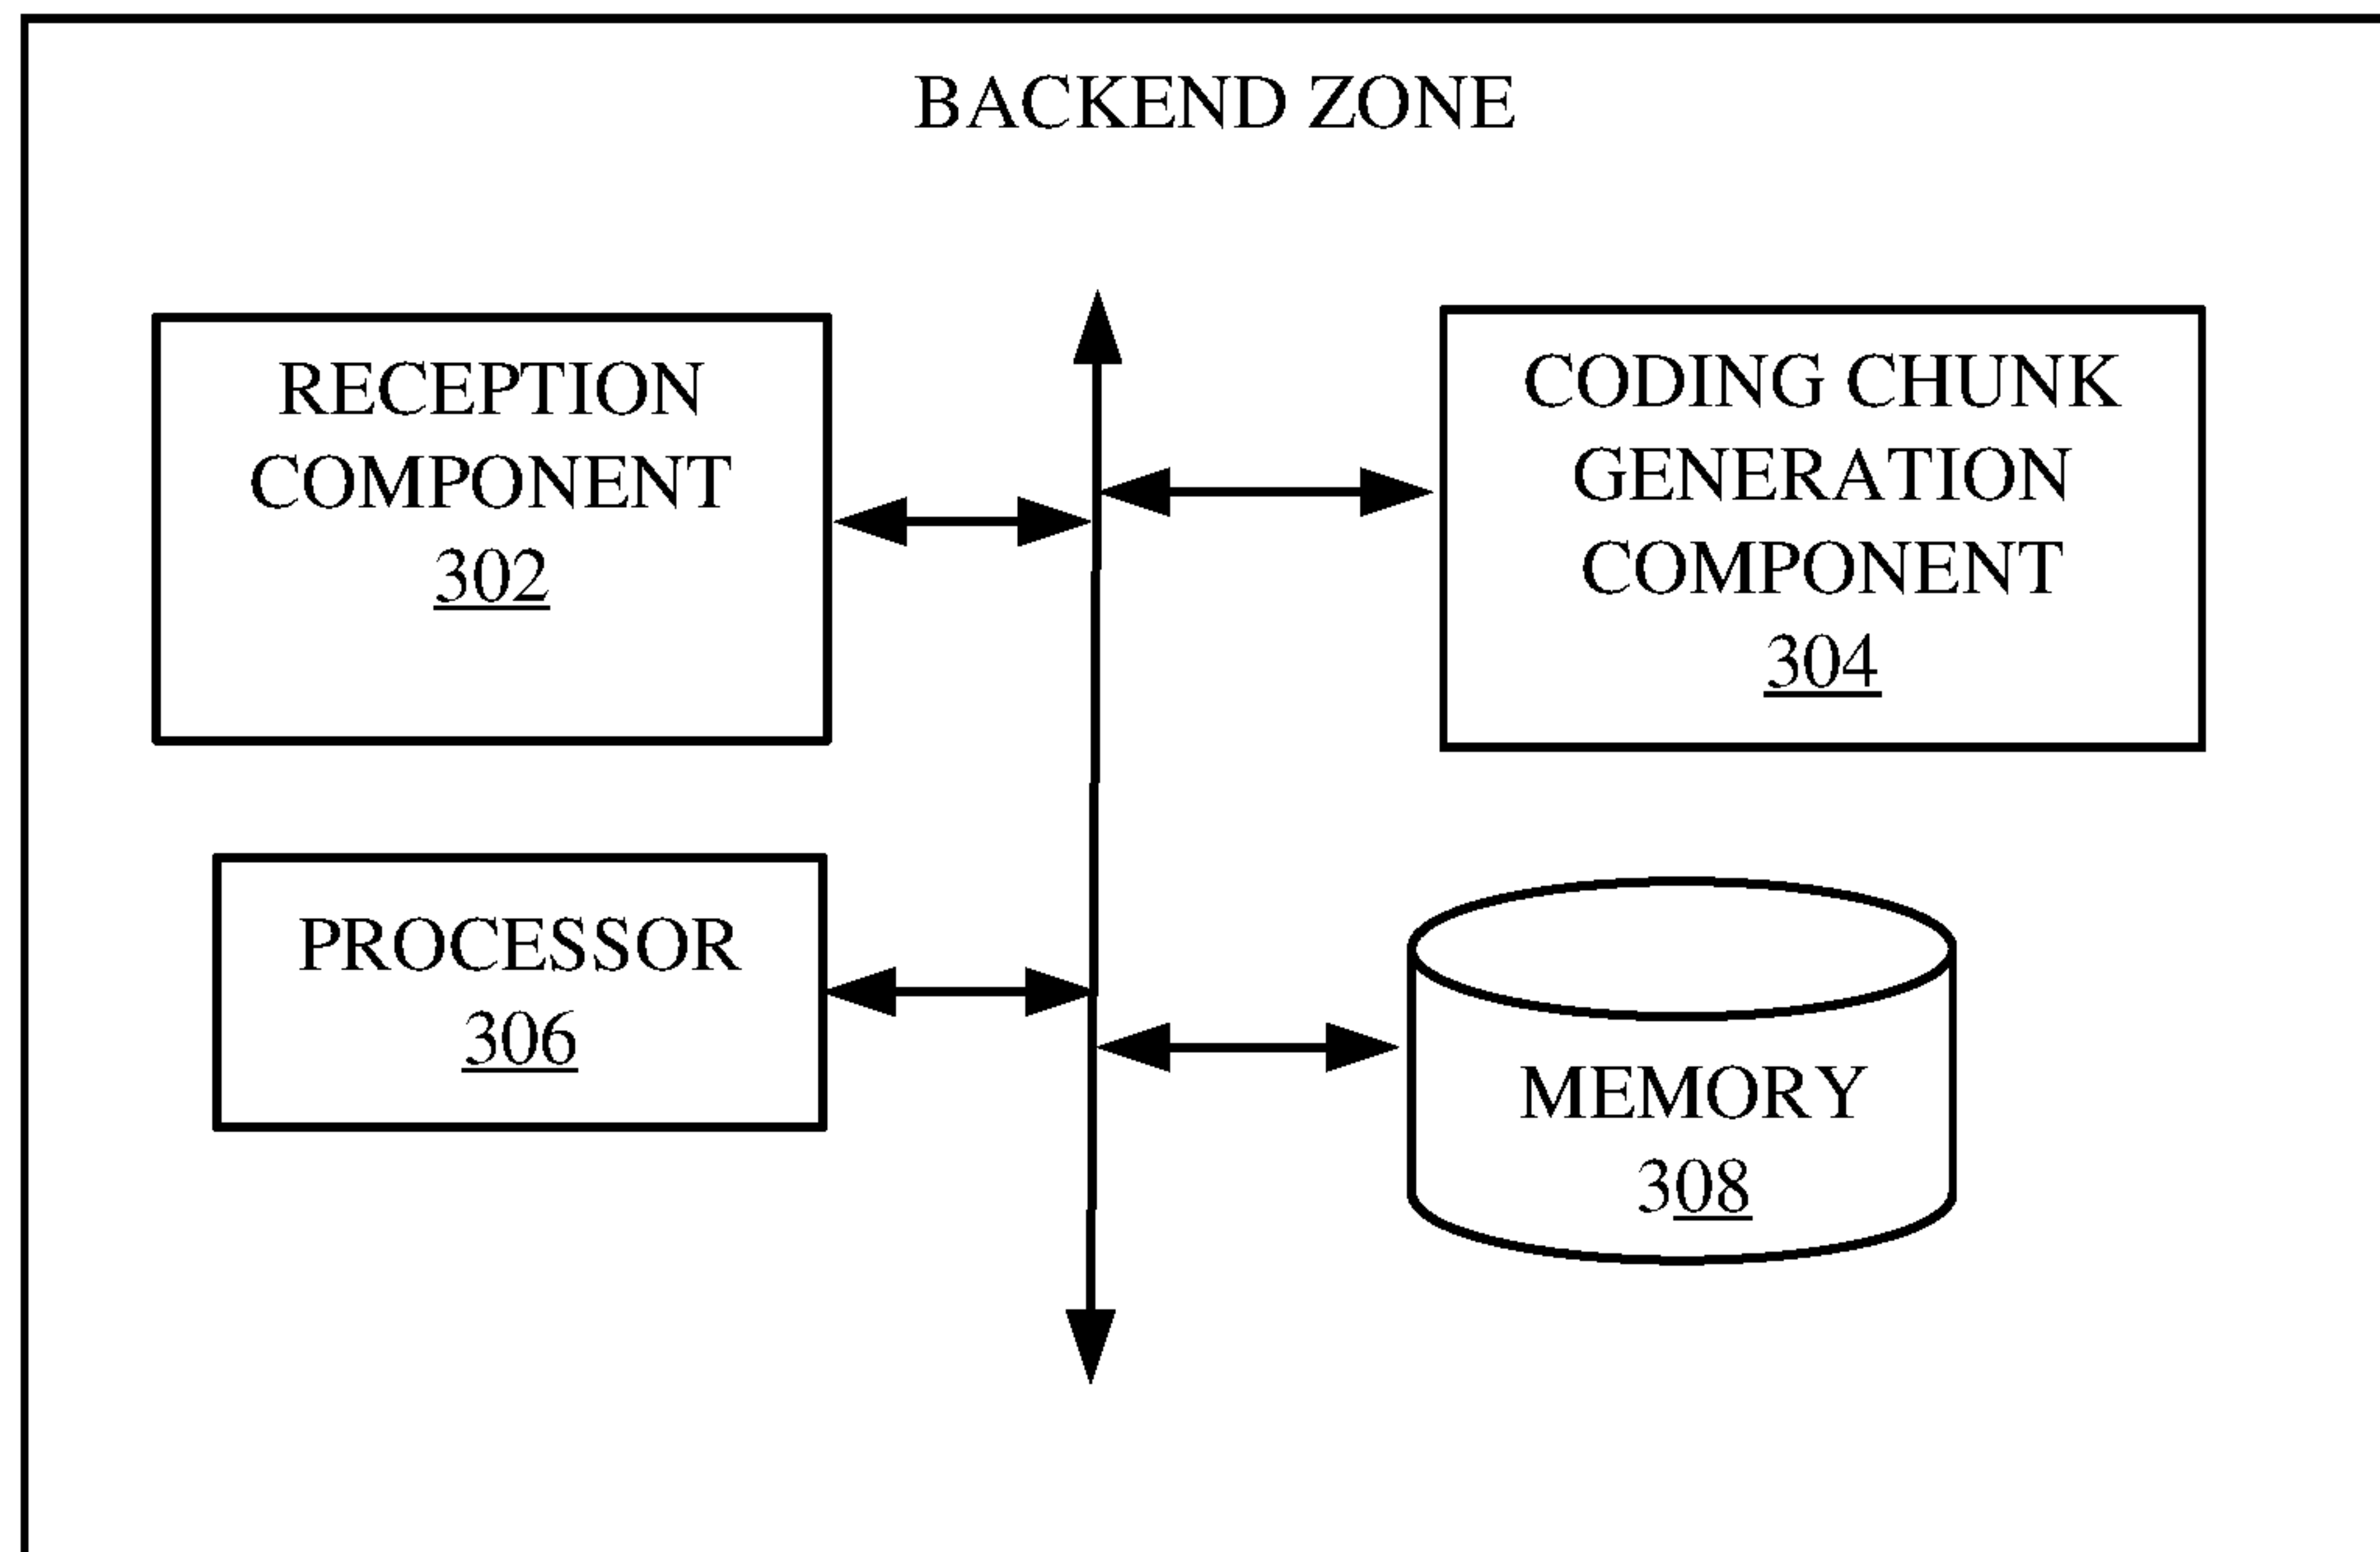 BACKEND ZONE
RECEPTION
COMPONENT
302
CODING CHUNK
GENERATION
COMPONENT
304
PROCESSOR
306
MEMORY
308